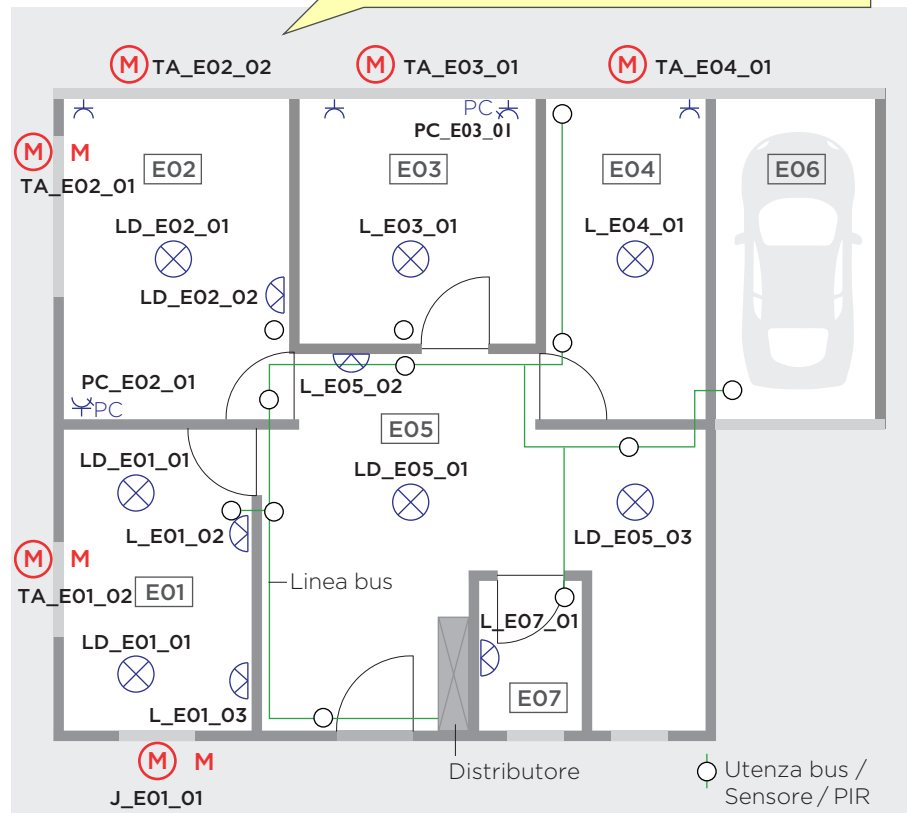 M TA_E02_02
M TA_E03_01
M TA_E04_01
PC
PC_E03_01
M M
TA_E02_01
E02
E03
E04
E06
LD_E02_01
L_E03_01
L_E04_01
LD_E02_02
PC_E02_01
PC
L_E05_02
E05
LD_E01_01
LD_E05_01
L_E01_02
LD_E05_03
M M
TA_E01_02
E01
Linea bus
L_E07_01
LD_E01_01
E07
L_E01_03
M M
J_E01_01
Distributore
Utenza bus /
Sensore / PIR